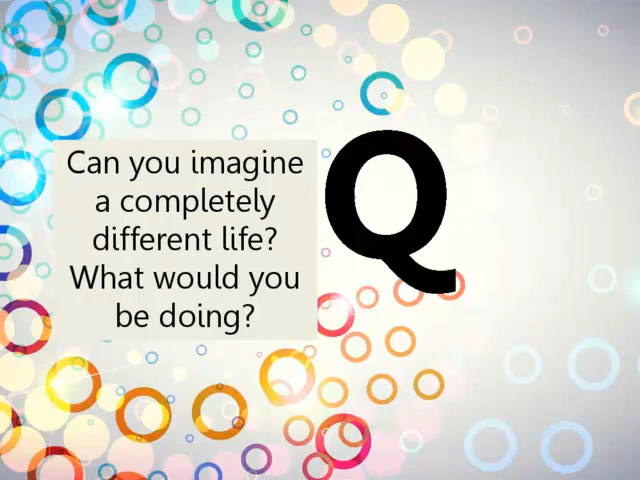 Can you imagine
a completely
different life?
What would you
be doing?
Q